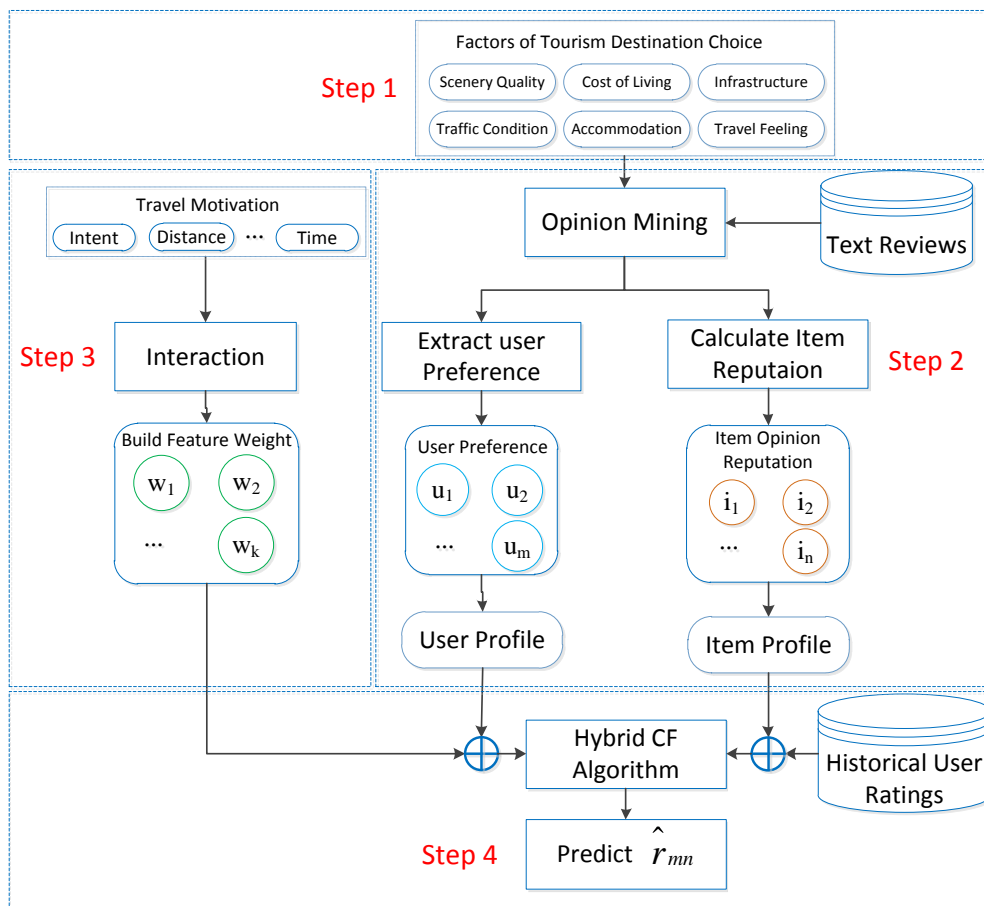 Factors of Tourism Destination Choice
Step 1
Scenery Quality
Cost of Living
Infrastructure
Traffic Condition
Accommodation
Travel Feeling
Travel Motivation
Intent
Distance
...
Time
Opinion Mining
Text Reviews
Step 3
Interaction
Extract user
Preference
Calculate Item
Reputaion
Step 2
Build Feature Weight
w1
w2
...
wk
User Preference
u1
u2
...
um
Item Opinion
Reputation
i1
i2
...
in
User Profile
Item Profile
Hybrid CF
Algorithm
Historical User
Ratings
Step 4
Predict r̂mn